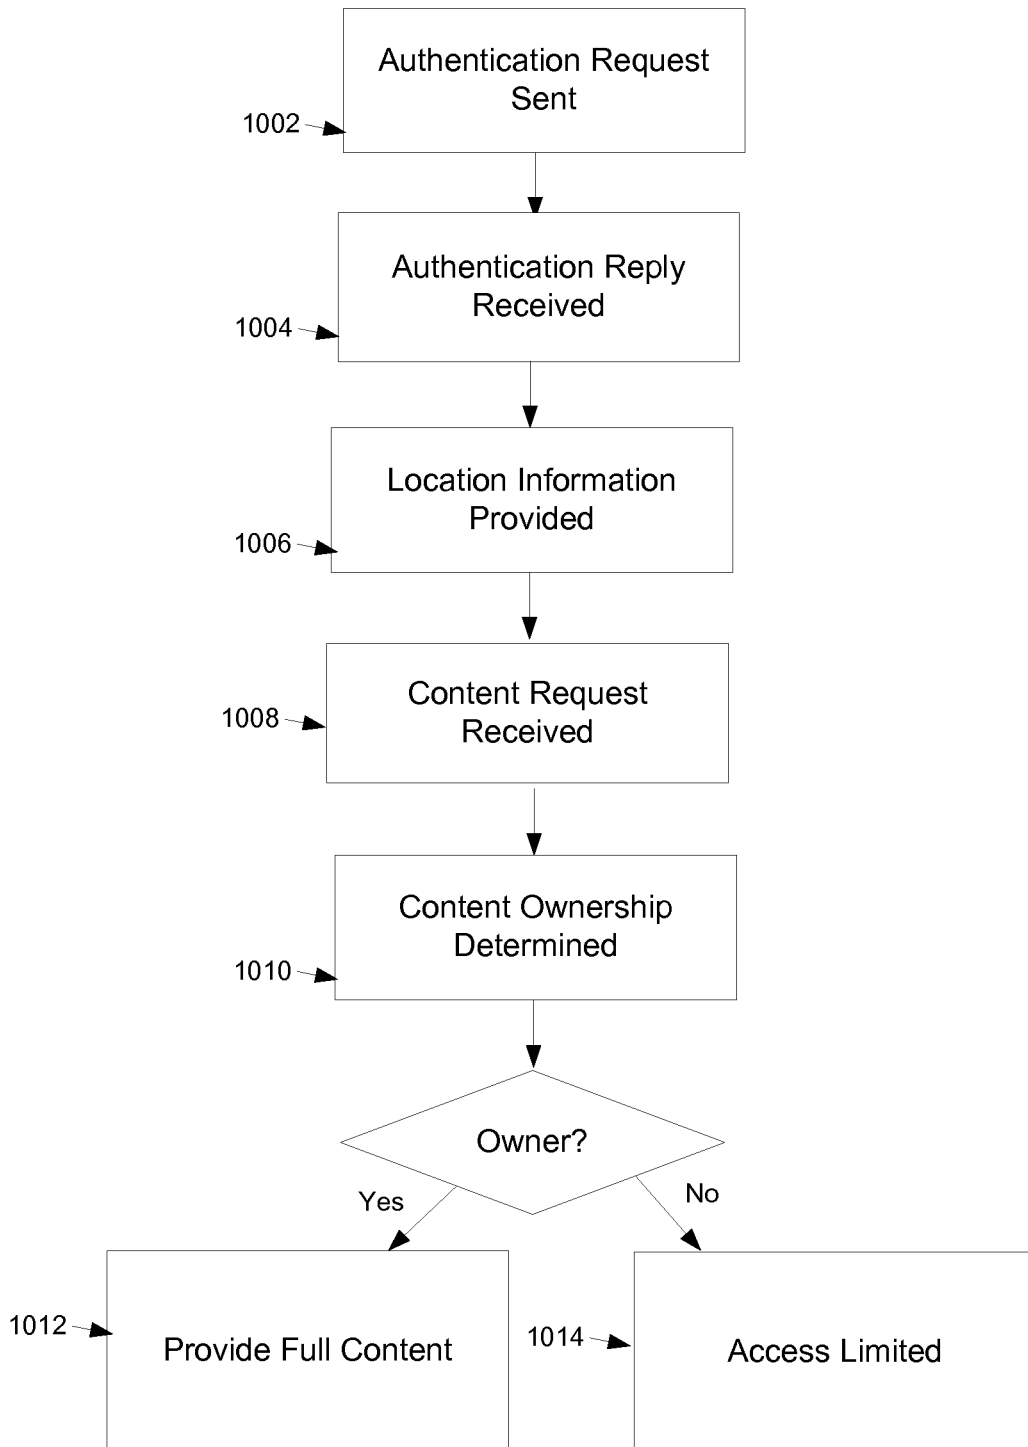 Authentication Request
Sent
1002
Authentication Reply
Received
1004
Location Information
Provided
1006
Content Request
Received
1008
Content Ownership
Determined
1010
Owner?
Yes
No
1012
Provide Full Content
1014
Access Limited